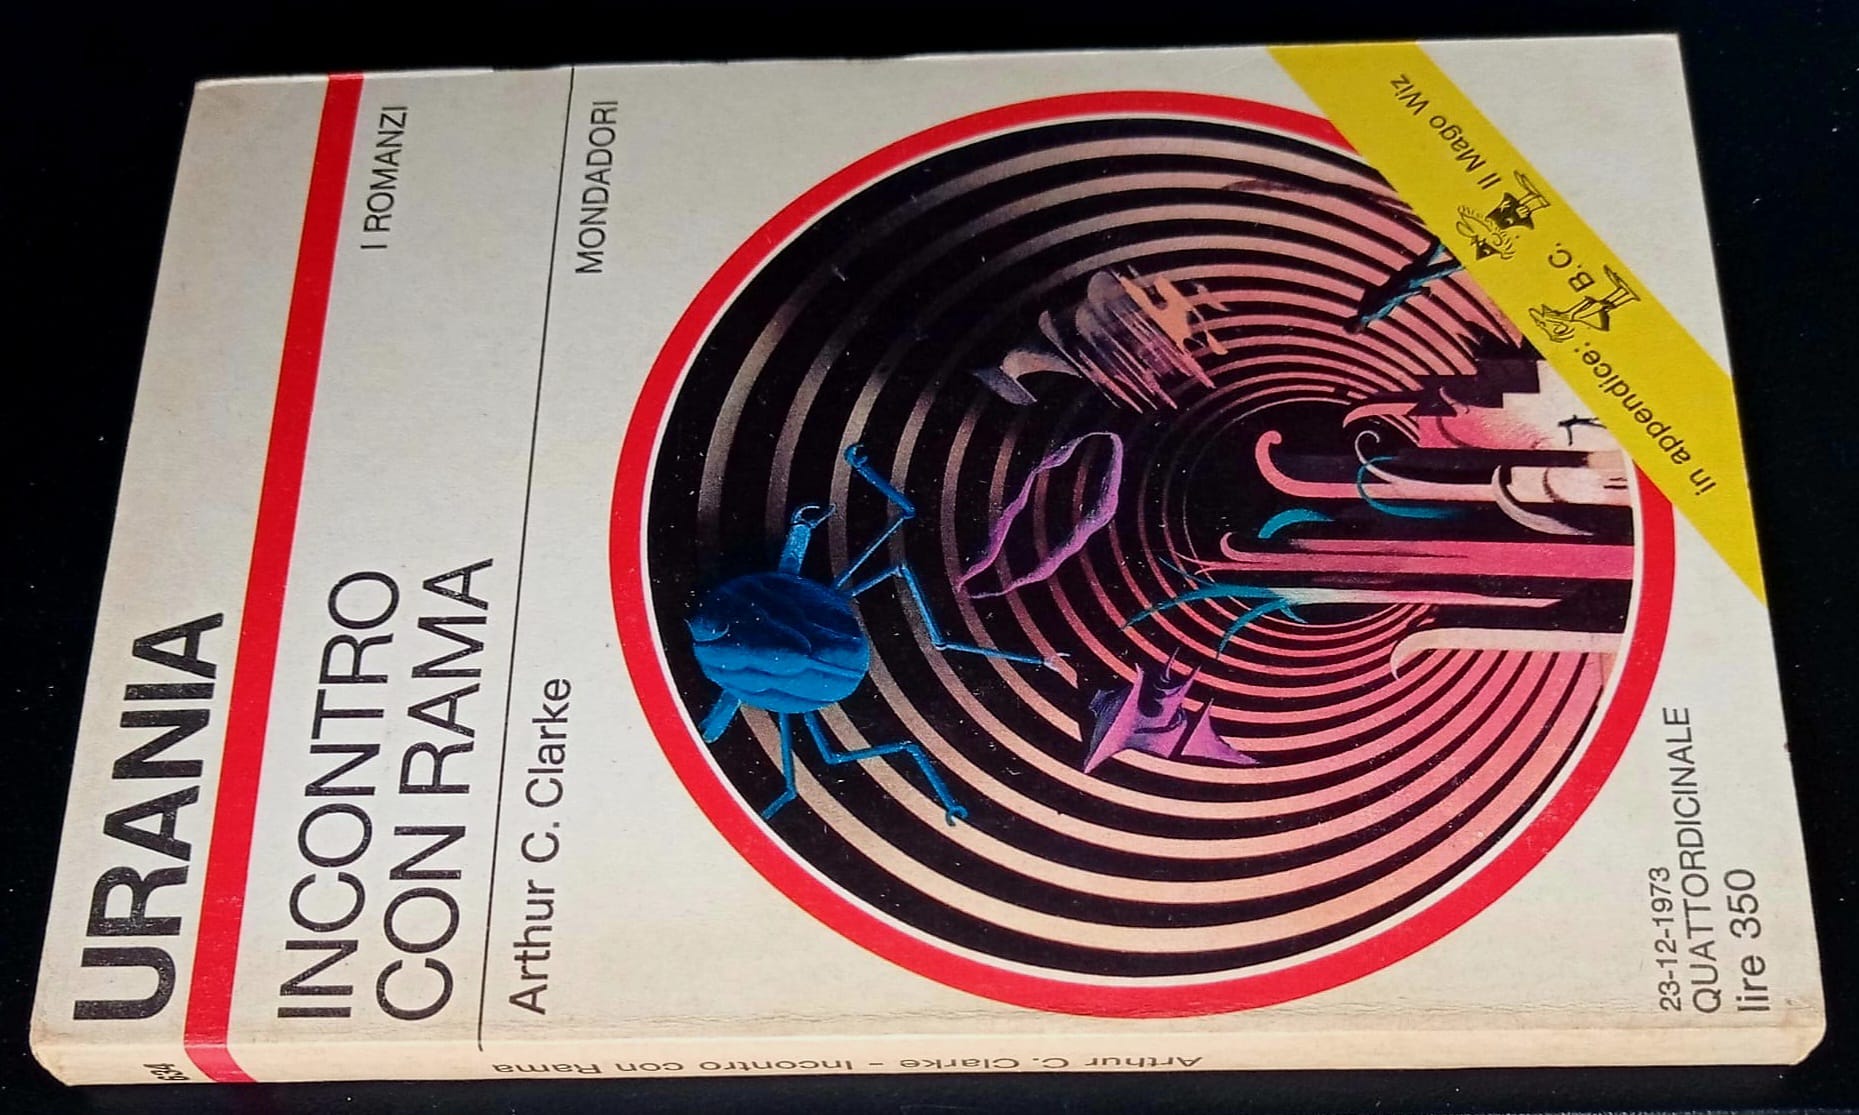 URANIA
I ROMANZI
INCONTRO
CON RAMA
MONDADORI
Arthur C. Clarke
in appendice: B.C. Il Mago Wiz
23-12-1973
QUATTORDICINALE
lire 350
634
Arthur C. Clarke - Incontro con Rama